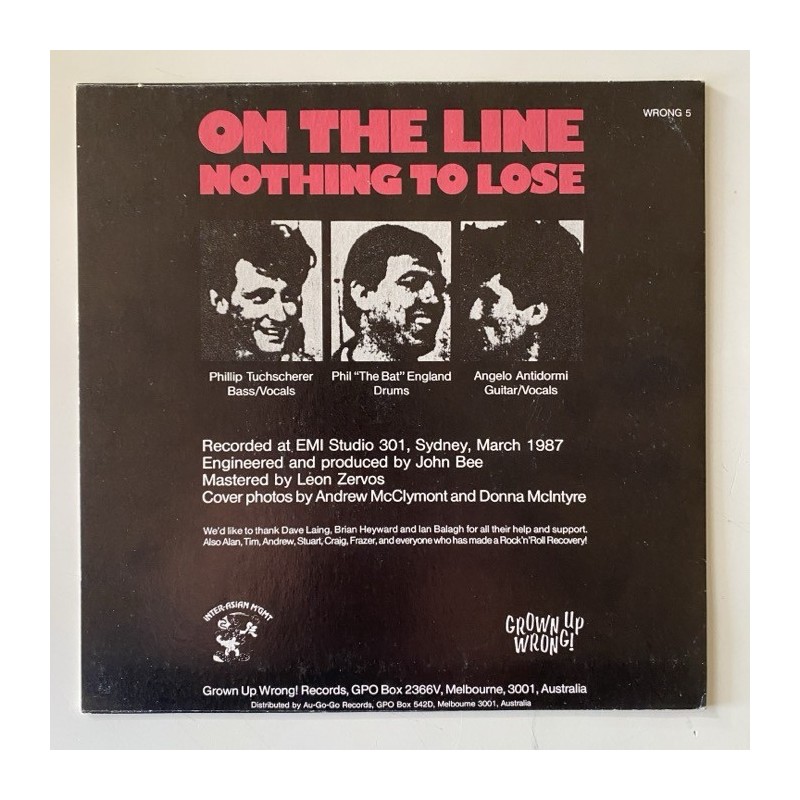 WRONG 5
ON THE LINE
NOTHING TO LOSE
Phillip Tuchscherer
Bass/Vocals
Phil "The Bat" England
Drums
Angelo Antidormi
Guitar/Vocals
Recorded at EMI Studio 301, Sydney, March 1987
Engineered and produced by John Bee
Mastered by Léon Zervos
Cover photos by Andrew McClymont and Donna McIntyre
We'd like to thank Dave Laing, Brian Heyward and Ian Balagh for all their help and support.
Also Alan, Tim, Andrew, Stuart, Craig, Frazer, and everyone who has made a Rock'n'Roll Recovery!
INTER-ASIAN M'GMT
GROWN UP
WRONG!
Grown Up Wrong! Records, GPO Box 2366V, Melbourne, 3001, Australia
Distributed by Au-Go-Go Records, GPO Box 542D, Melbourne 3001, Australia